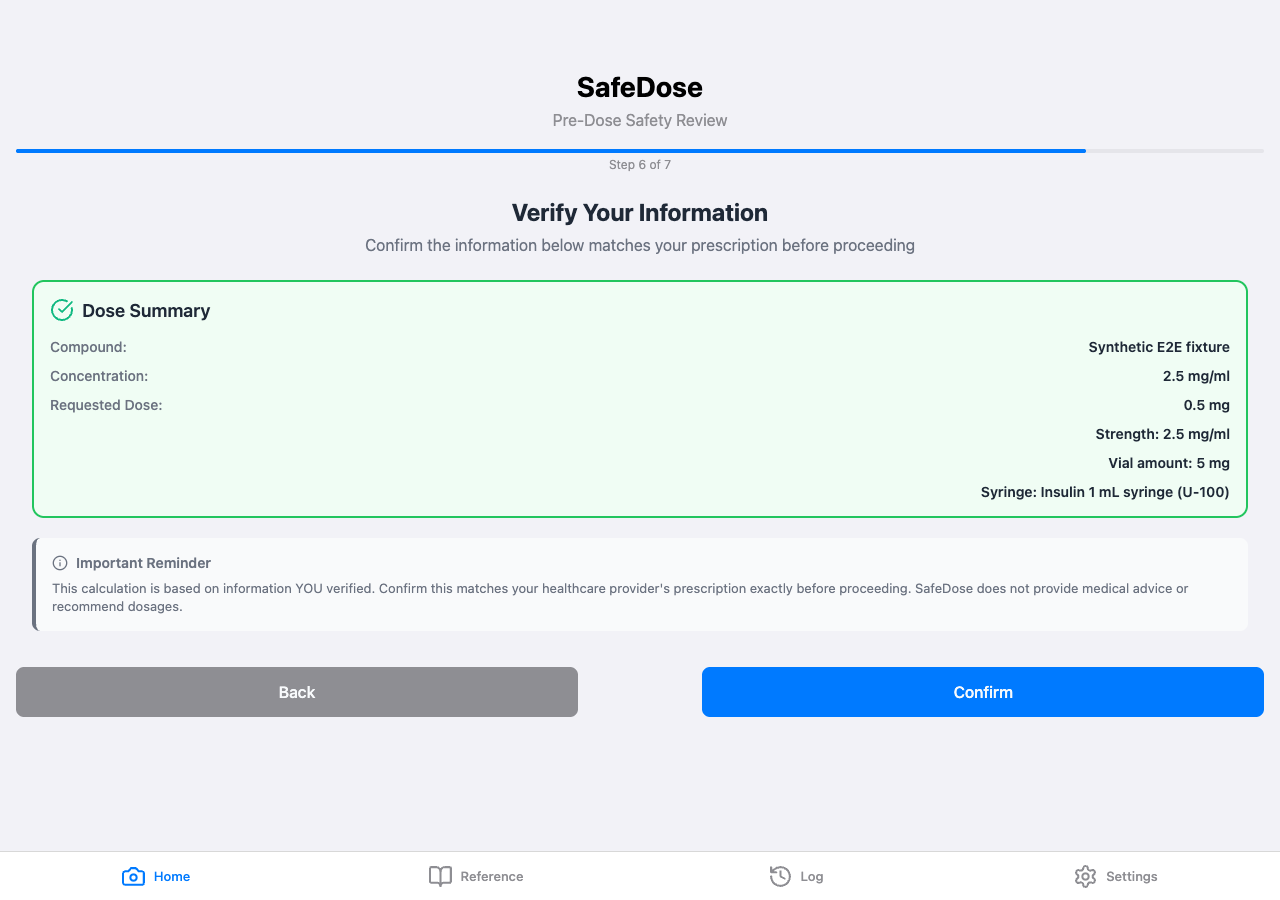 SafeDose
Pre-Dose Safety Review
Step 6 of 7
Verify Your Information
Confirm the information below matches your prescription before proceeding
Dose Summary
Compound: Synthetic E2E fixture
Concentration: 2.5 mg/ml
Requested Dose: 0.5 mg
Strength: 2.5 mg/ml
Vial amount: 5 mg
Syringe: Insulin 1 mL syringe (U-100)
Important Reminder
This calculation is based on information YOU verified. Confirm this matches your healthcare provider's prescription exactly before proceeding. SafeDose does not provide medical advice or
recommend dosages.
Back Confirm
Home Reference Log Settings